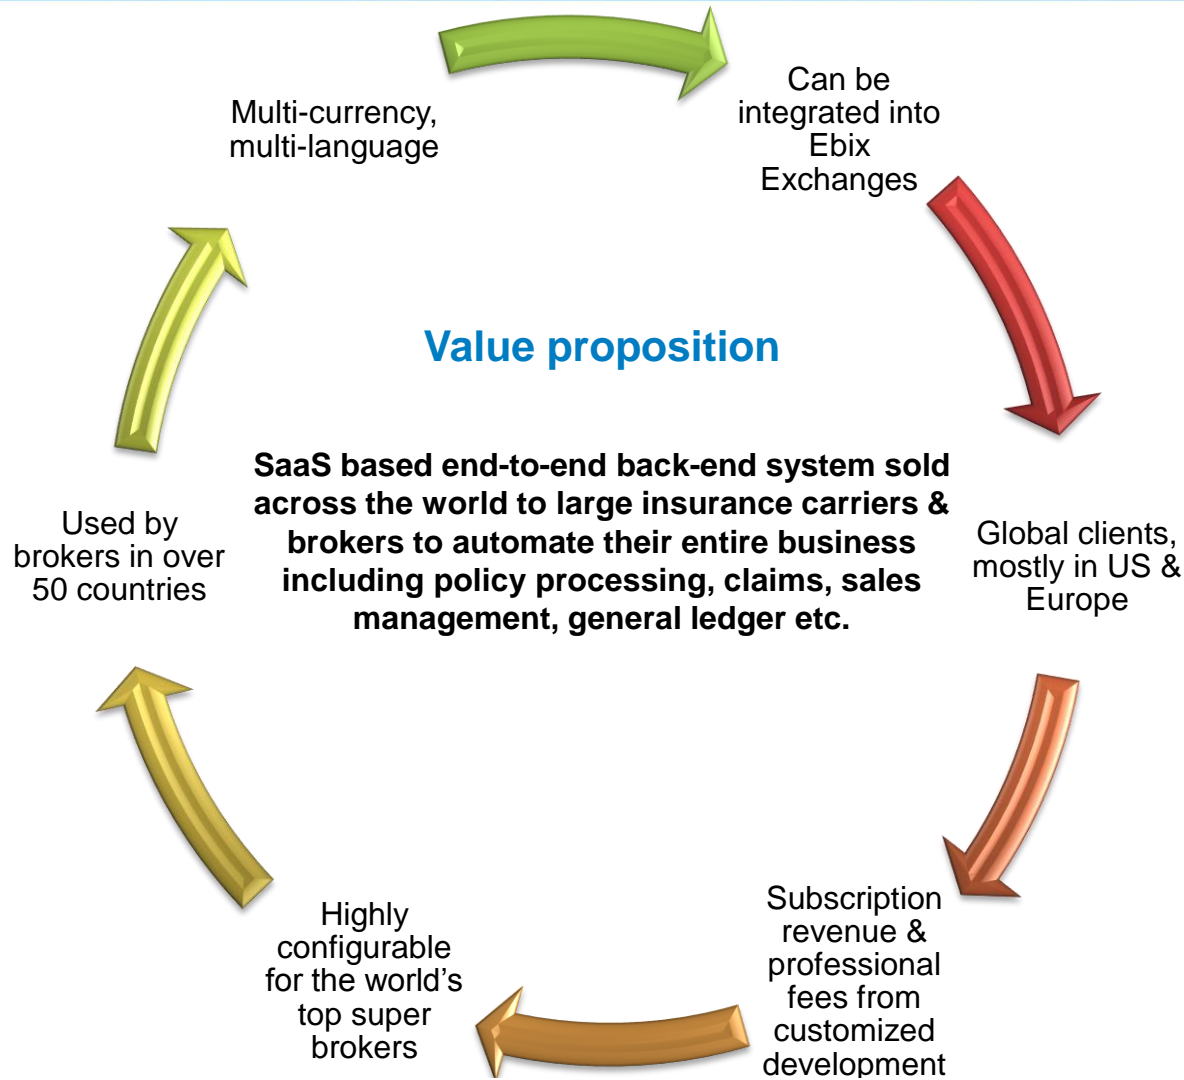 Multi-currency,
multi-language
Can be
integrated into
Ebix
Exchanges
Value proposition
SaaS based end-to-end back-end system sold
across the world to large insurance carriers &
brokers to automate their entire business
including policy processing, claims, sales
management, general ledger etc.
Global clients,
mostly in US &
Europe
Subscription
revenue &
professional
fees from
customized
development
Highly
configurable
for the world’s
top super
brokers
Used by
brokers in over
50 countries